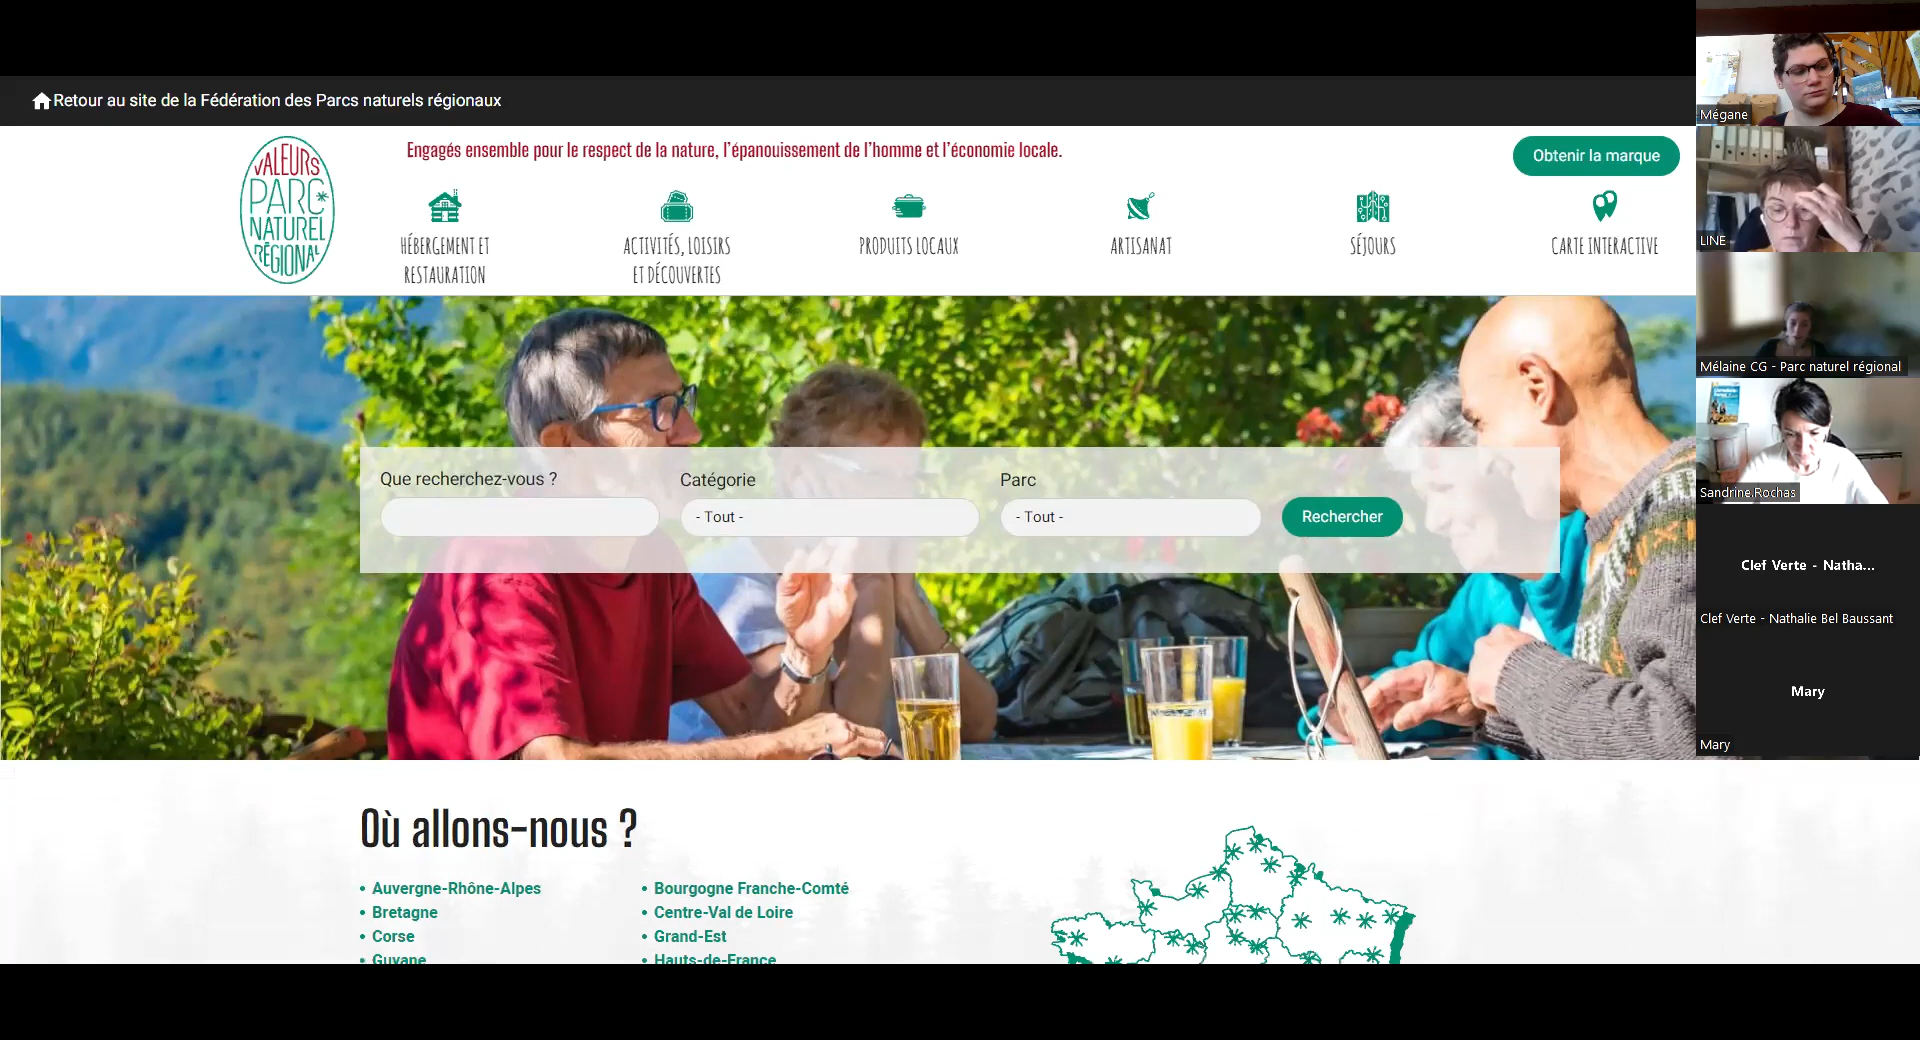 Retour au site de la Fédération des Parcs naturels régionaux
VALEURS
PARC
NATUREL
RÉGIONAL
Engagés ensemble pour le respect de la nature, l'épanouissement de l'homme et l'économie locale.
Obtenir la marque
HÉBERGEMENT ET
RESTAURATION
ACTIVITÉS, LOISIRS
ET DÉCOUVERTES
PRODUITS LOCAUX
ARTISANAT
SÉJOURS
CARTE INTERACTIVE
Que recherchez-vous ?
Catégorie
Parc
- Tout -
- Tout -
Rechercher
Où allons-nous ?
• Auvergne-Rhône-Alpes
• Bretagne
• Corse
• Guyane
• Bourgogne Franche-Comté
• Centre-Val de Loire
• Grand-Est
• Hauts-de-France
Mégane
LINE
Mélaine CG - Parc naturel régional
Sandrine.Rochas
Clef Verte - Natha...
Clef Verte - Nathalie Bel Baussant
Mary
Mary